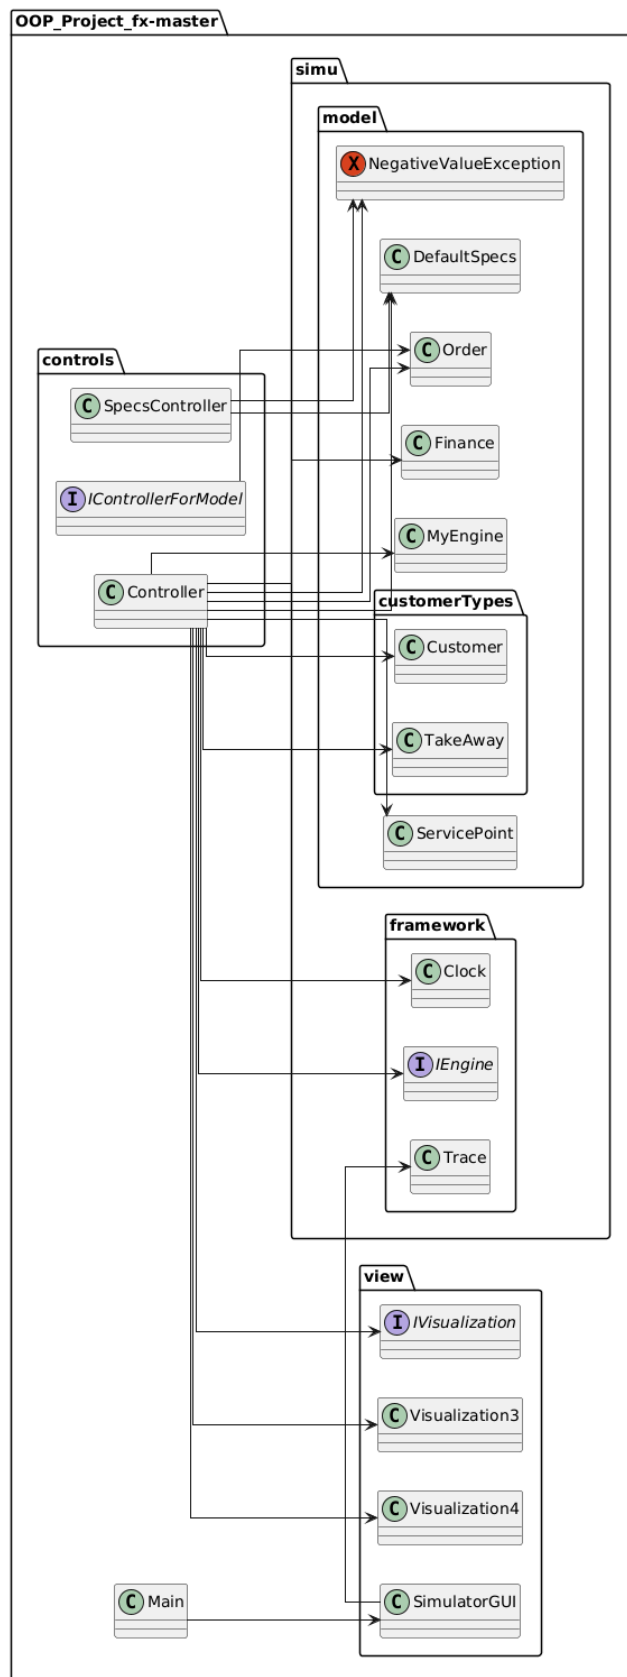 OOP_Project_fx-master
simu
model
X NegativeValueException
C DefaultSpecs
C Order
controls
C SpecsController
C Finance
I IControllerForModel
C MyEngine
C Controller
customerTypes
C Customer
C TakeAway
C ServicePoint
framework
C Clock
I IEngine
C Trace
view
I IVisualization
C Visualization3
C Visualization4
C Main
C SimulatorGUI